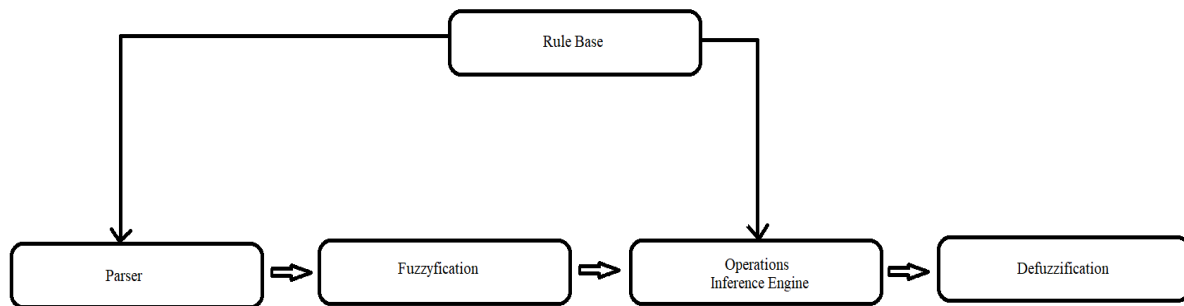 Rule Base
Parser
Fuzzyfication
Operations
Inference Engine
Defuzzification